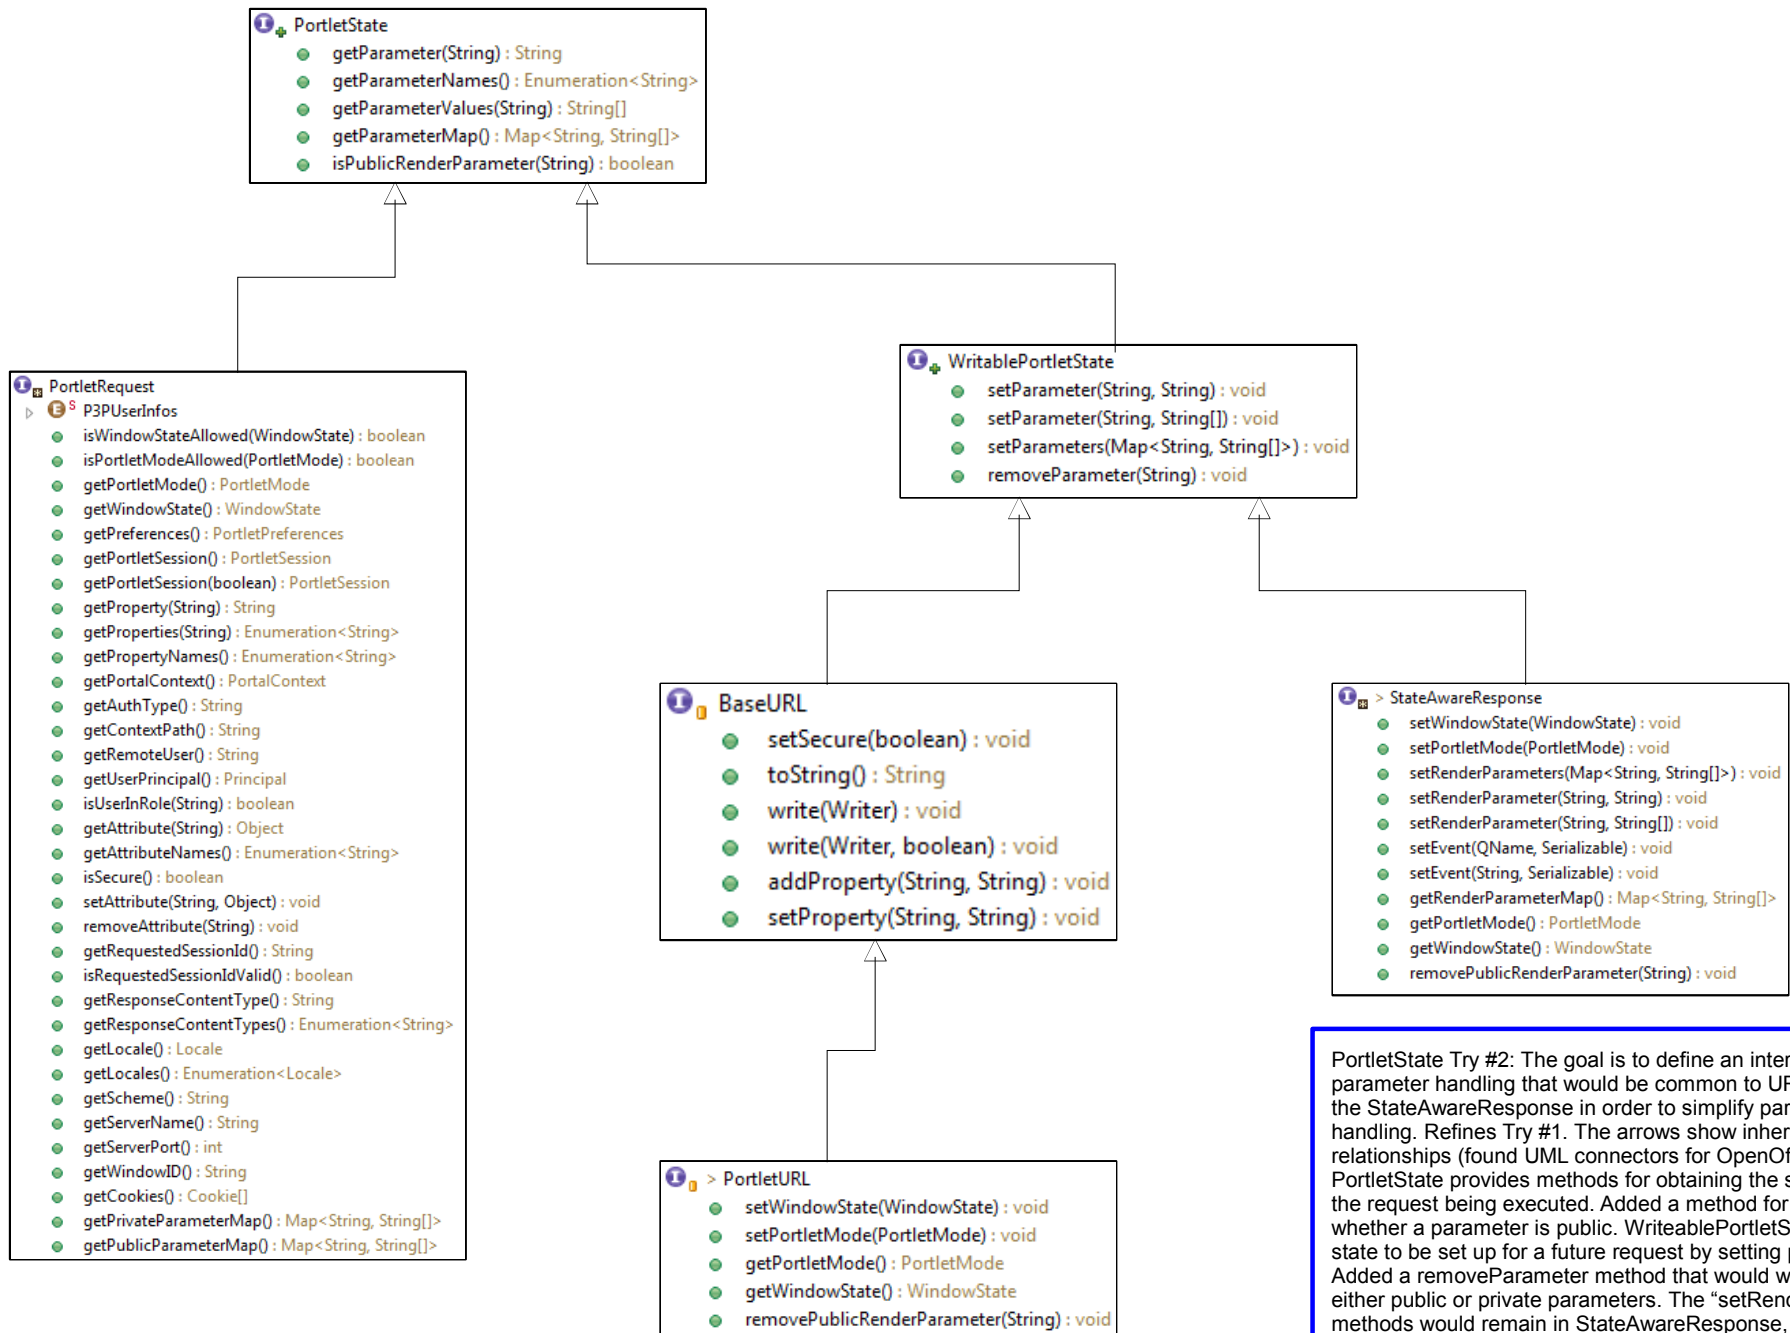 PortletState
getParameter(String) : String
getParameterNames() : Enumeration<String>
getParameterValues(String) : String[]
getParameterMap() : Map<String, String[]>
isPublicRenderParameter(String) : boolean
PortletRequest
P3PUserInfos
isWindowStateAllowed(WindowState) : boolean
isPortletModeAllowed(PortletMode) : boolean
getPortletMode() : PortletMode
getWindowState() : WindowState
getPreferences() : PortletPreferences
getPortletSession() : PortletSession
getPortletSession(boolean) : PortletSession
getProperty(String) : String
getProperties(String) : Enumeration<String>
getPropertyNames() : Enumeration<String>
getPortalContext() : PortalContext
getAuthType() : String
getContextPath() : String
getRemoteUser() : String
getUserPrincipal() : Principal
isUserInRole(String) : boolean
getAttribute(String) : Object
getAttributeNames() : Enumeration<String>
isSecure() : boolean
setAttribute(String, Object) : void
removeAttribute(String) : void
getRequestedSessionId() : String
isRequestedSessionIdValid() : boolean
getResponseContentType() : String
getResponseContentTypes() : Enumeration<String>
getLocale() : Locale
getLocales() : Enumeration<Locale>
getScheme() : String
getServerName() : String
getServerPort() : int
getWindowID() : String
getCookies() : Cookie[]
getPrivateParameterMap() : Map<String, String[]>
getPublicParameterMap() : Map<String, String[]>
WritablePortletState
setParameter(String, String) : void
setParameter(String, String[]) : void
setParameters(Map<String, String[]>) : void
removeParameter(String) : void
BaseURL
setSecure(boolean) : void
toString() : String
write(Writer) : void
write(Writer, boolean) : void
addProperty(String, String) : void
setProperty(String, String) : void
> PortletURL
setWindowState(WindowState) : void
setPortletMode(PortletMode) : void
getPortletMode() : PortletMode
getWindowState() : WindowState
removePublicRenderParameter(String) : void
> StateAwareResponse
setWindowState(WindowState) : void
setPortletMode(PortletMode) : void
setRenderParameters(Map<String, String[]>) : void
setRenderParameter(String, String) : void
setRenderParameter(String, String[]) : void
setEvent(QName, Serializable) : void
setEvent(String, Serializable) : void
getRenderParameterMap() : Map<String, String[]>
getPortletMode() : PortletMode
getWindowState() : WindowState
removePublicRenderParameter(String) : void
PortletState Try #2: The goal is to define an inter
parameter handling that would be common to UR
the StateAwareResponse in order to simplify par
handling. Refines Try #1. The arrows show inher
relationships (found UML connectors for OpenOf
PortletState provides methods for obtaining the s
the request being executed. Added a method for
whether a parameter is public. WriteablePortletS
state to be set up for a future request by setting p
Added a removeParameter method that would w
either public or private parameters. The “setRend
methods would remain in StateAwareResponse,